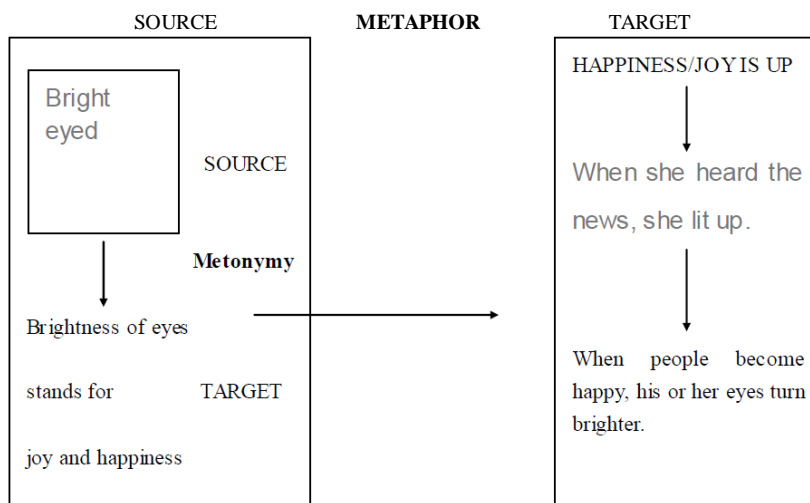 SOURCE METAPHOR TARGET
Bright
eyed
SOURCE
Metonymy
Brightness of eyes
stands for TARGET
joy and happiness
HAPPINESS/JOY IS UP
When she heard the
news, she lit up.
When people become
happy, his or her eyes turn
brighter.